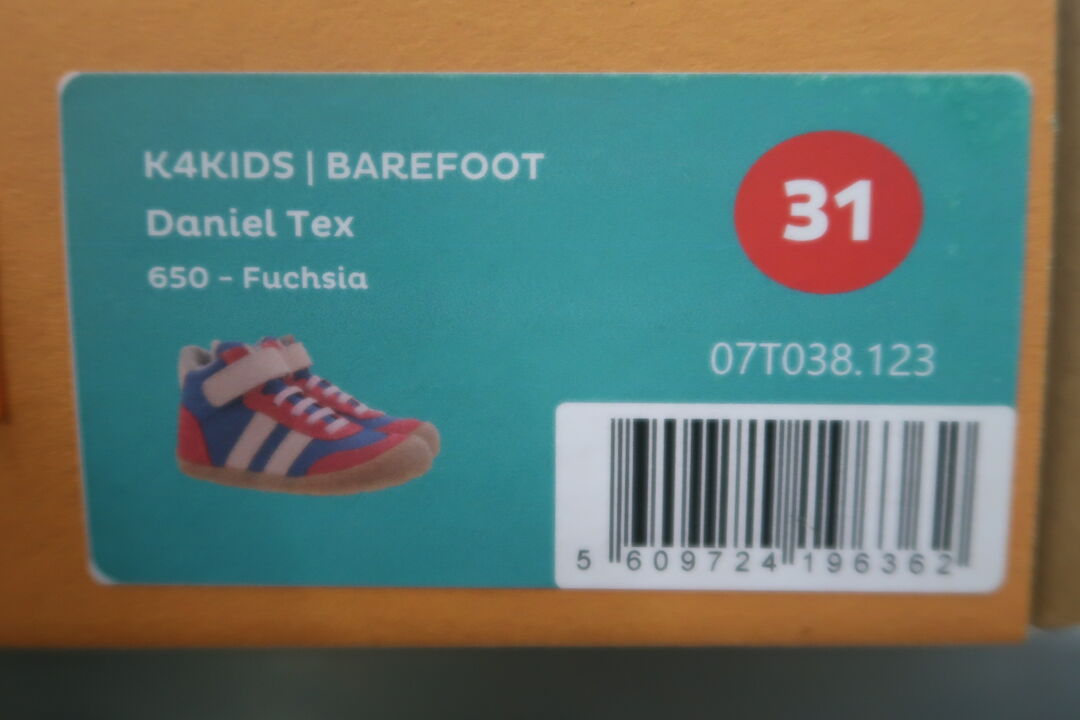 K4KIDS | BAREFOOT
Daniel Tex
650 - Fuchsia
31
07T038.123
5 609724 196362